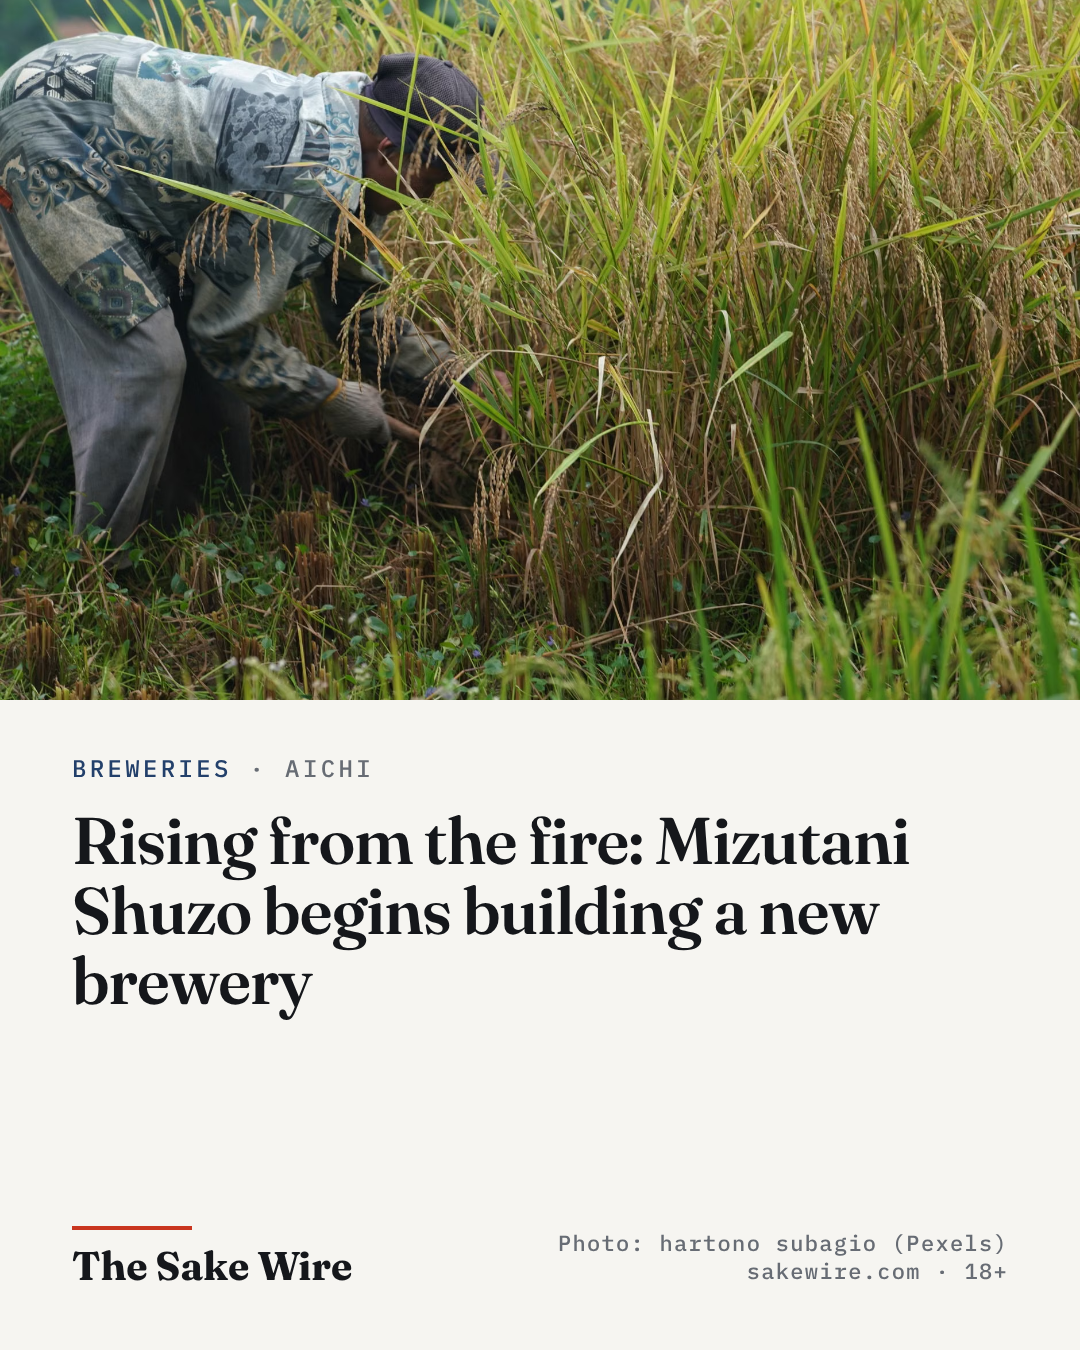 BREWERIES · AICHI
Rising from the fire: Mizutani
Shuzo begins building a new
brewery
The Sake Wire
Photo: hartono subagio (Pexels)
sakewire.com · 18+